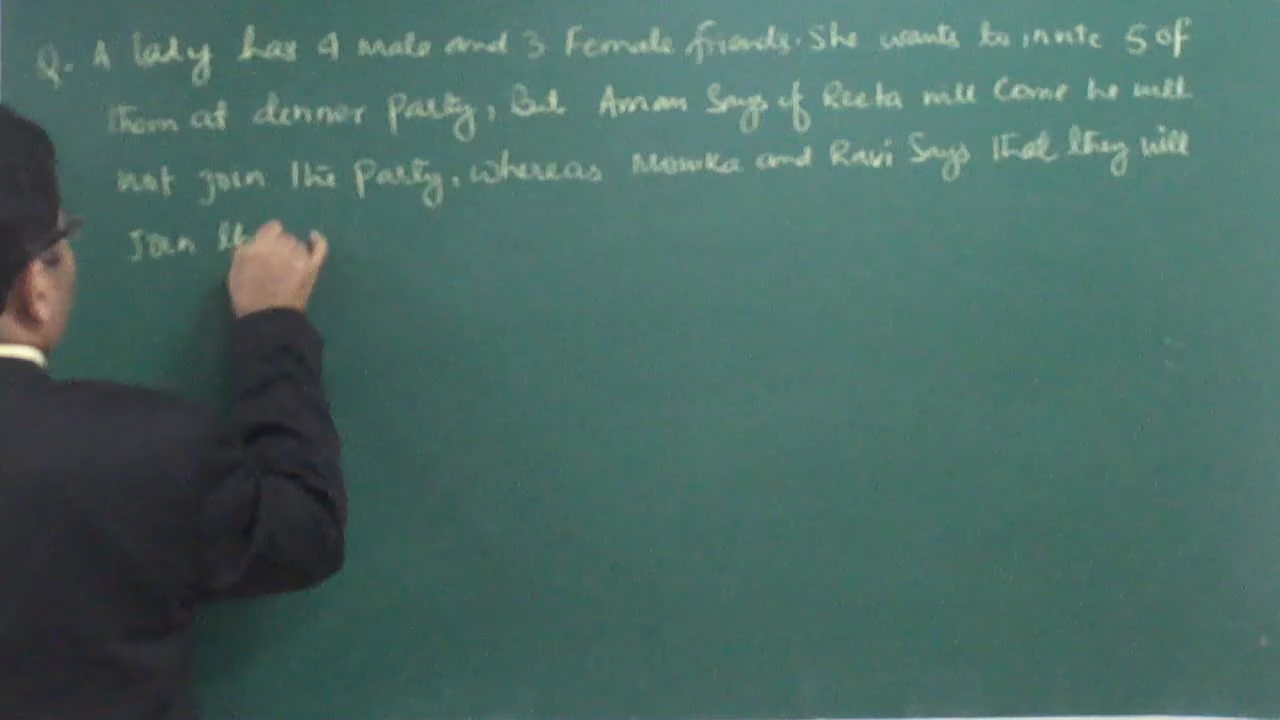 Q. A lady has 4 male and 3 Female friends. She wants to invite 5 of
them at denner Party, but Aman Says if Reeta will Come he will
not join the Party, whereas Monika and Ravi Says that they will
Join